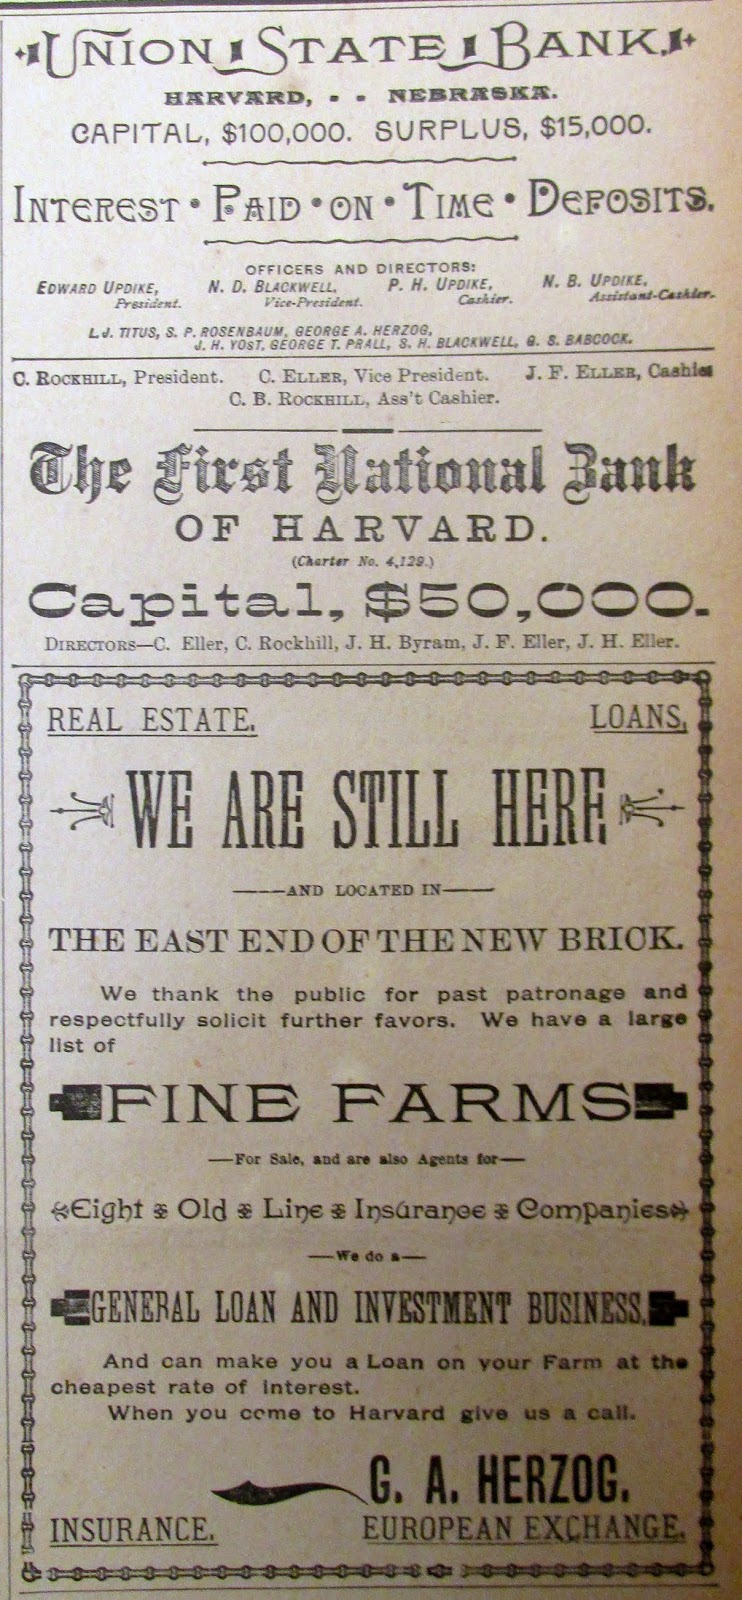 UNION STATE BANK.
HARVARD, - - NEBRASKA.
CAPITAL, $100,000. SURPLUS, $15,000.
INTEREST • PAID • ON • TIME • DEPOSITS.
OFFICERS AND DIRECTORS:
EDWARD UPDIKE, N. D. BLACKWELL, P. H. UPDIKE, N. B. UPDIKE,
President. Vice-President. Cashier. Assistant-Cashier.
L.J. TITUS, S. P. ROSENBAUM, GEORGE A. HERZOG,
J. H. YOST, GEORGE T. PRALL, S. H. BLACKWELL, G. S. BABCOCK.
C. ROCKHILL, President. C. ELLER, Vice President. J. F. ELLER, Cashier
C. B. ROCKHILL, Ass't Cashier.
The First National Bank
OF HARVARD.
(Charter No. 4,129.)
Capital, $50,000.
DIRECTORS—C. Eller, C. Rockhill, J. H. Byram, J. F. Eller, J. H. Eller.
REAL ESTATE. LOANS,
WE ARE STILL HERE
——AND LOCATED IN——
THE EAST END OF THE NEW BRICK.
We thank the public for past patronage and
respectfully solicit further favors. We have a large
list of
FINE FARMS
—For Sale, and are also Agents for—
Eight Old Line Insurance Companies
—We do a—
GENERAL LOAN AND INVESTMENT BUSINESS,
And can make you a Loan on your Farm at the
cheapest rate of interest.
When you come to Harvard give us a call.
G. A. HERZOG.
INSURANCE. EUROPEAN EXCHANGE.